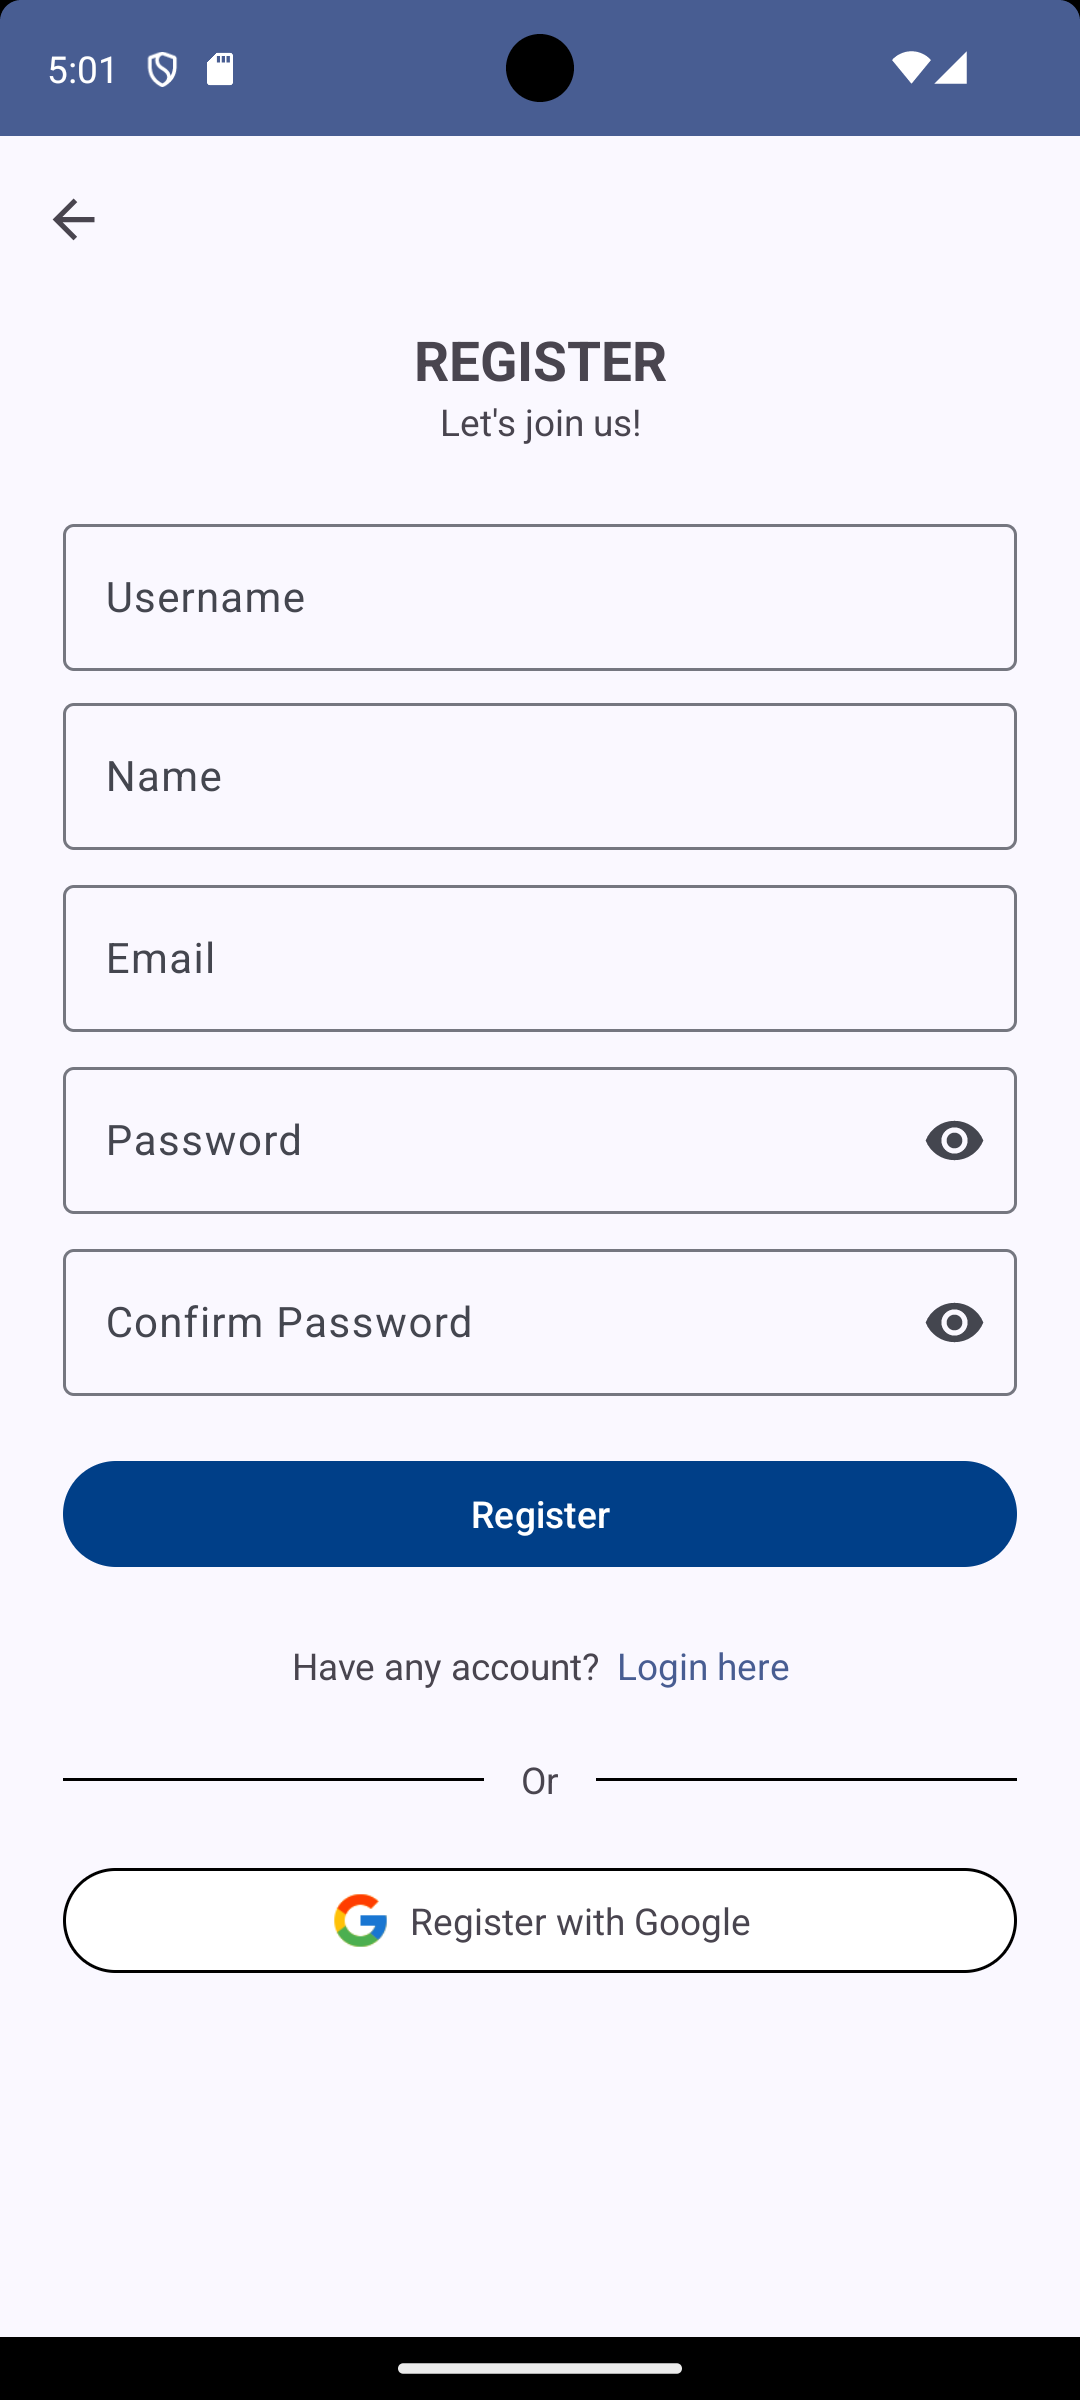 5:01
REGISTER
Let's join us!
Username
Name
Email
Password
Confirm Password
Register
Have any account? Login here
Or
Register with Google